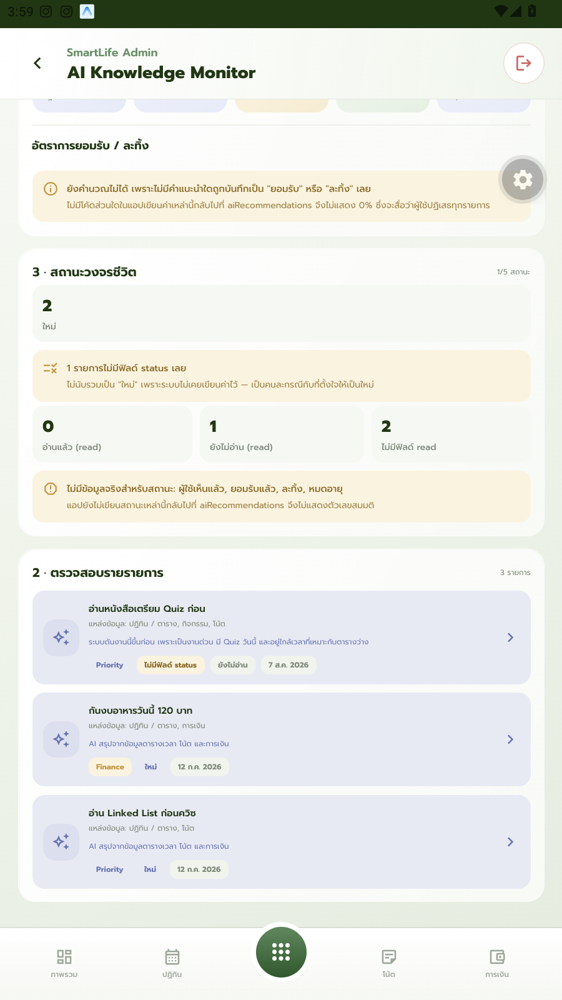 3:59
SmartLife Admin
AI Knowledge Monitor
อัตราการยอมรับ / ละทิ้ง
ยังคำนวณไม่ได้ เพราะไม่มีคำแนะนำใดถูกบันทึกเป็น "ยอมรับ" หรือ "ละทิ้ง" เลย
ไม่มีโค้ดส่วนใดในแอปเขียนค่าเหล่านี้กลับไปที่ aiRecommendations จึงไม่แสดง 0% ซึ่งจะสื่อว่าผู้ใช้ปฏิเสธทุกรายการ
3 · สถานะวงจรชีวิต
1/5 สถานะ
2
ใหม่
1 รายการไม่มีฟิลด์ status เลย
ไม่นับรวมเป็น "ใหม่" เพราะระบบไม่เคยเขียนค่าไว้ — เป็นคนละกรณีกับที่ตั้งใจให้เป็นใหม่
0
อ่านแล้ว (read)
1
ยังไม่อ่าน (read)
2
ไม่มีฟิลด์ read
ไม่มีข้อมูลจริงสำหรับสถานะ: ผู้ใช้เห็นแล้ว, ยอมรับแล้ว, ละทิ้ง, หมดอายุ
แอปยังไม่เขียนสถานะเหล่านี้กลับไปที่ aiRecommendations จึงไม่แสดงตัวเลขสมมติ
2 · ตรวจสอบรายรายการ
3 รายการ
อ่านหนังสือเตรียม Quiz ก่อน
แหล่งข้อมูล: ปฏิทิน / ตาราง, กิจกรรม, โน้ต
ระบบดันงานนี้ขึ้นก่อน เพราะเป็นงานด่วน มี Quiz วันนี้ และอยู่ใกล้เวลาที่เหมาะกับตารางว่าง
Priority
ไม่มีฟิลด์ status
ยังไม่อ่าน
7 ส.ค. 2026
กันงบอาหารวันนี้ 120 บาท
แหล่งข้อมูล: ปฏิทิน / ตาราง, การเงิน
AI สรุปจากข้อมูลตารางเวลา โน้ต และการเงิน
Finance
ใหม่
12 ก.ค. 2026
อ่าน Linked List ก่อนควิซ
แหล่งข้อมูล: ปฏิทิน / ตาราง, โน้ต
AI สรุปจากข้อมูลตารางเวลา โน้ต และการเงิน
Priority
ใหม่
12 ก.ค. 2026
ภาพรวม
ปฏิทิน
โน้ต
การเงิน